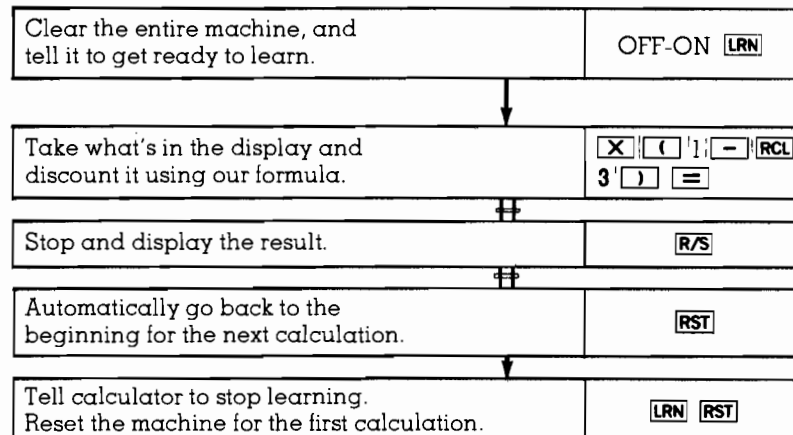 Clear the entire machine, and
tell it to get ready to learn.
OFF-ON LRN
Take what's in the display and
discount it using our formula.
X ( 1 - RCL
3 ) =
Stop and display the result.
R/S
Automatically go back to the
beginning for the next calculation.
RST
Tell calculator to stop learning.
Reset the machine for the first calculation.
LRN RST